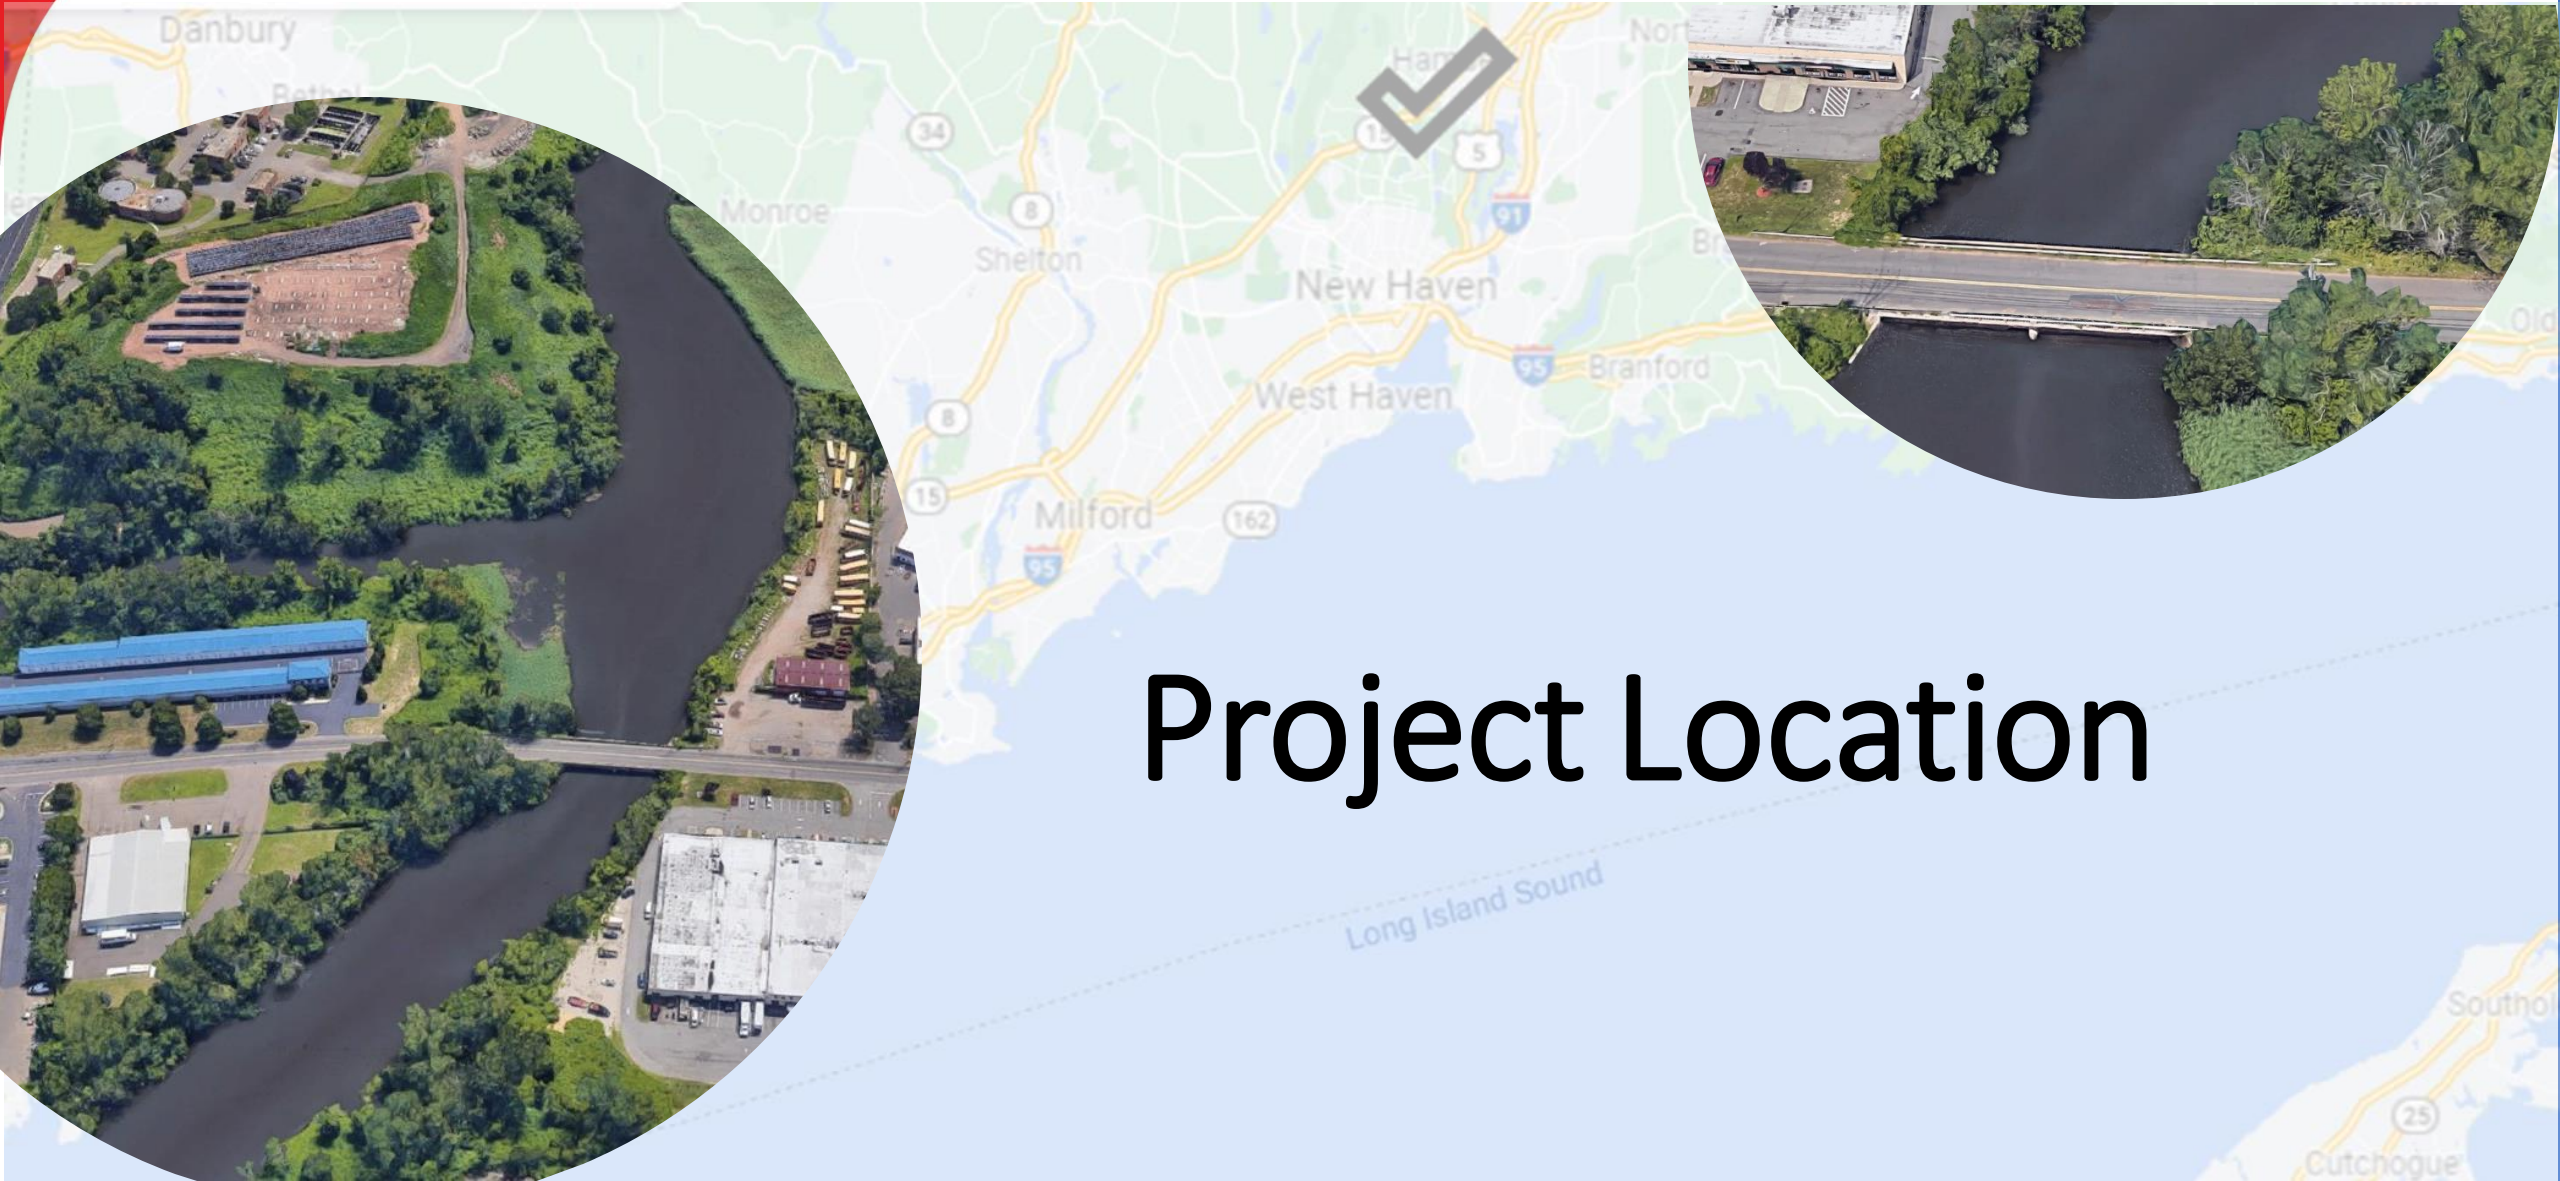 Danbury
Bethel
34
Monroe
8
Shelton
15
5
91
New Haven
95
Branford
West Haven
8
15
Milford
162
95
Project Location
Long Island Sound
25
Cutchogue